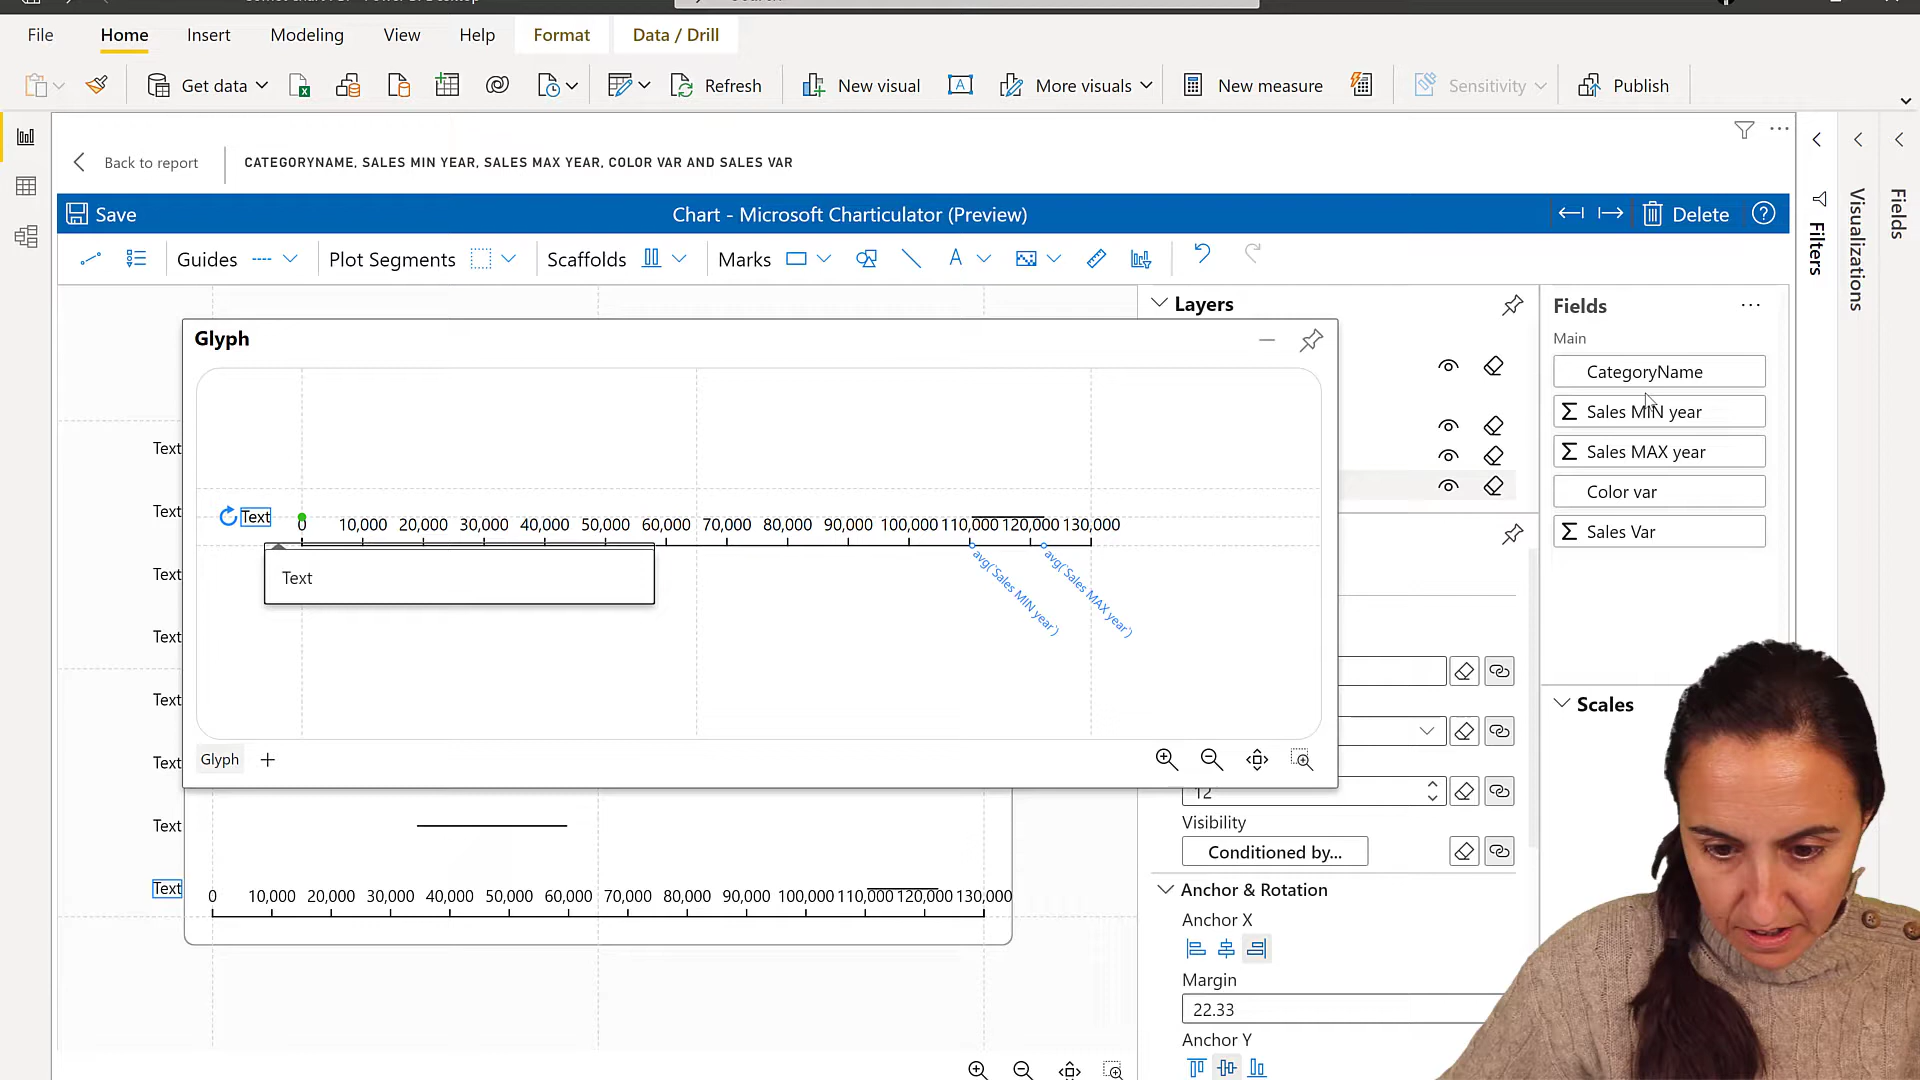 File Home Insert Modeling View Help Format Data / Drill
Get data Refresh New visual More visuals New measure Sensitivity Publish
Back to report CATEGORYNAME, SALES MIN YEAR, SALES MAX YEAR, COLOR VAR AND SALES VAR
Save Chart - Microsoft Charticulator (Preview) Delete
Guides Plot Segments Scaffolds Marks
Filters
Visualizations
Fields
Layers
Fields
Main
CategoryName
Sales MIN year
Sales MAX year
Color var
Sales Var
Scales
Glyph
Text 0 10,000 20,000 30,000 40,000 50,000 60,000 70,000 80,000 90,000 100,000 110,000 120,000 130,000
avg(`Sales MIN year`)
avg(`Sales MAX year`)
Text
Glyph
Text
Text
Text
Text
Text
Text
Text
Text 0 10,000 20,000 30,000 40,000 50,000 60,000 70,000 80,000 90,000 100,000 110,000 120,000 130,000
12
Visibility
Conditioned by...
Anchor & Rotation
Anchor X
Margin
22.33
Anchor Y